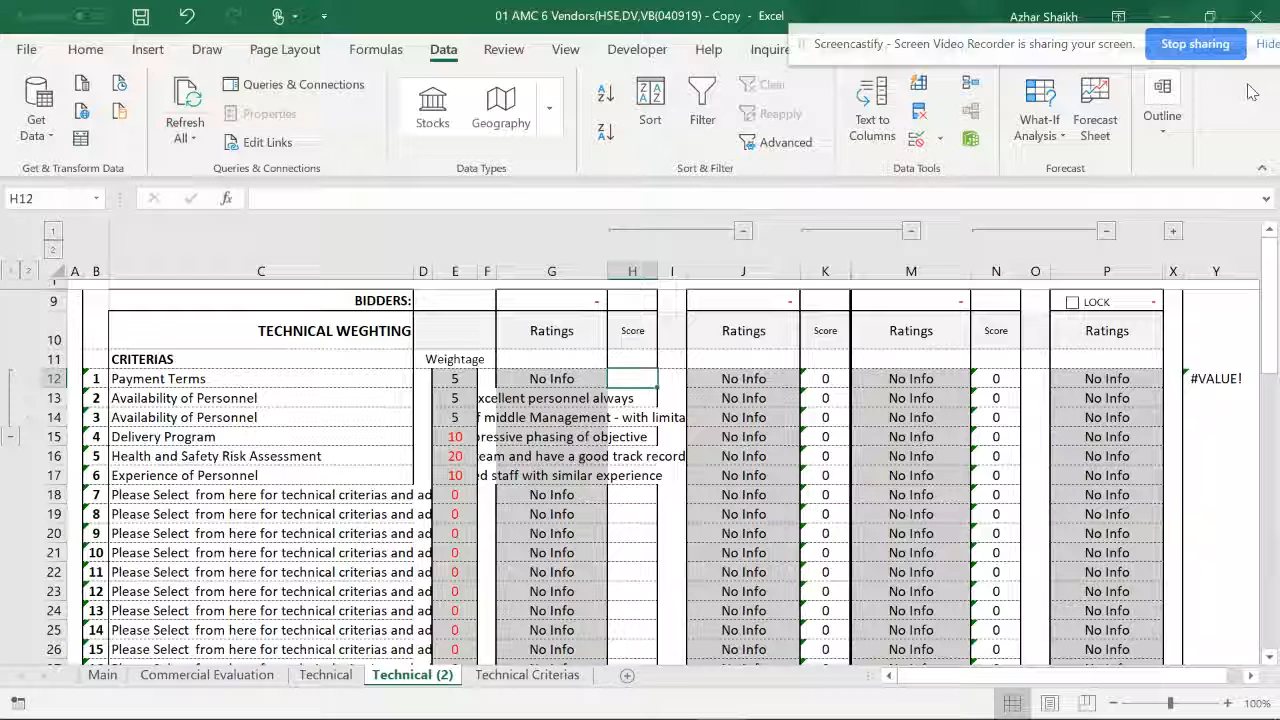 01 AMC 6 Vendors(HSE,DV,VB(040919) - Copy - Excel
Azhar Shaikh
File Home Insert Draw Page Layout Formulas Data Review View Developer Help Inquire
Screencastify - Screen Video Recorder is sharing your screen. Stop sharing Hide
Get Data
Refresh All
Queries & Connections
Properties
Edit Links
Stocks
Geography
Sort
Filter
Clear
Reapply
Advanced
Text to Columns
What-If Analysis
Forecast Sheet
Outline
Get & Transform Data Queries & Connections Data Types Sort & Filter Data Tools Forecast
H12 fx
1
2
1 2
A B C D E F G H I J K L M N O P X Y
9 BIDDERS: - - - LOCK -
10 TECHNICAL WEGHTING Ratings Score Ratings Score Ratings Score Ratings
11 CRITERIAS Weightage
12 1 Payment Terms 5 No Info No Info 0 No Info 0 No Info #VALUE!
13 2 Availability of Personnel 5 xcellent personnel always No Info 0 No Info 0 No Info
14 3 Availability of Personnel 5 f middle Management - with limita No Info 0 No Info 0 No Info
15 4 Delivery Program 10 pressive phasing of objective No Info 0 No Info 0 No Info
16 5 Health and Safety Risk Assessment 20 team and have a good track record No Info 0 No Info 0 No Info
17 6 Experience of Personnel 10 ed staff with similar experience No Info 0 No Info 0 No Info
18 7 Please Select from here for technical criterias and ad 0 No Info No Info 0 No Info 0 No Info
19 8 Please Select from here for technical criterias and ad 0 No Info No Info 0 No Info 0 No Info
20 9 Please Select from here for technical criterias and ad 0 No Info No Info 0 No Info 0 No Info
21 10 Please Select from here for technical criterias and ad 0 No Info No Info 0 No Info 0 No Info
22 11 Please Select from here for technical criterias and ad 0 No Info No Info 0 No Info 0 No Info
23 12 Please Select from here for technical criterias and ad 0 No Info No Info 0 No Info 0 No Info
24 13 Please Select from here for technical criterias and ad 0 No Info No Info 0 No Info 0 No Info
25 14 Please Select from here for technical criterias and ad 0 No Info No Info 0 No Info 0 No Info
26 15 Please Select from here for technical criterias and ad 0 No Info No Info 0 No Info 0 No Info
Main Commercial Evaluation Technical Technical (2) Technical Criterias
100%